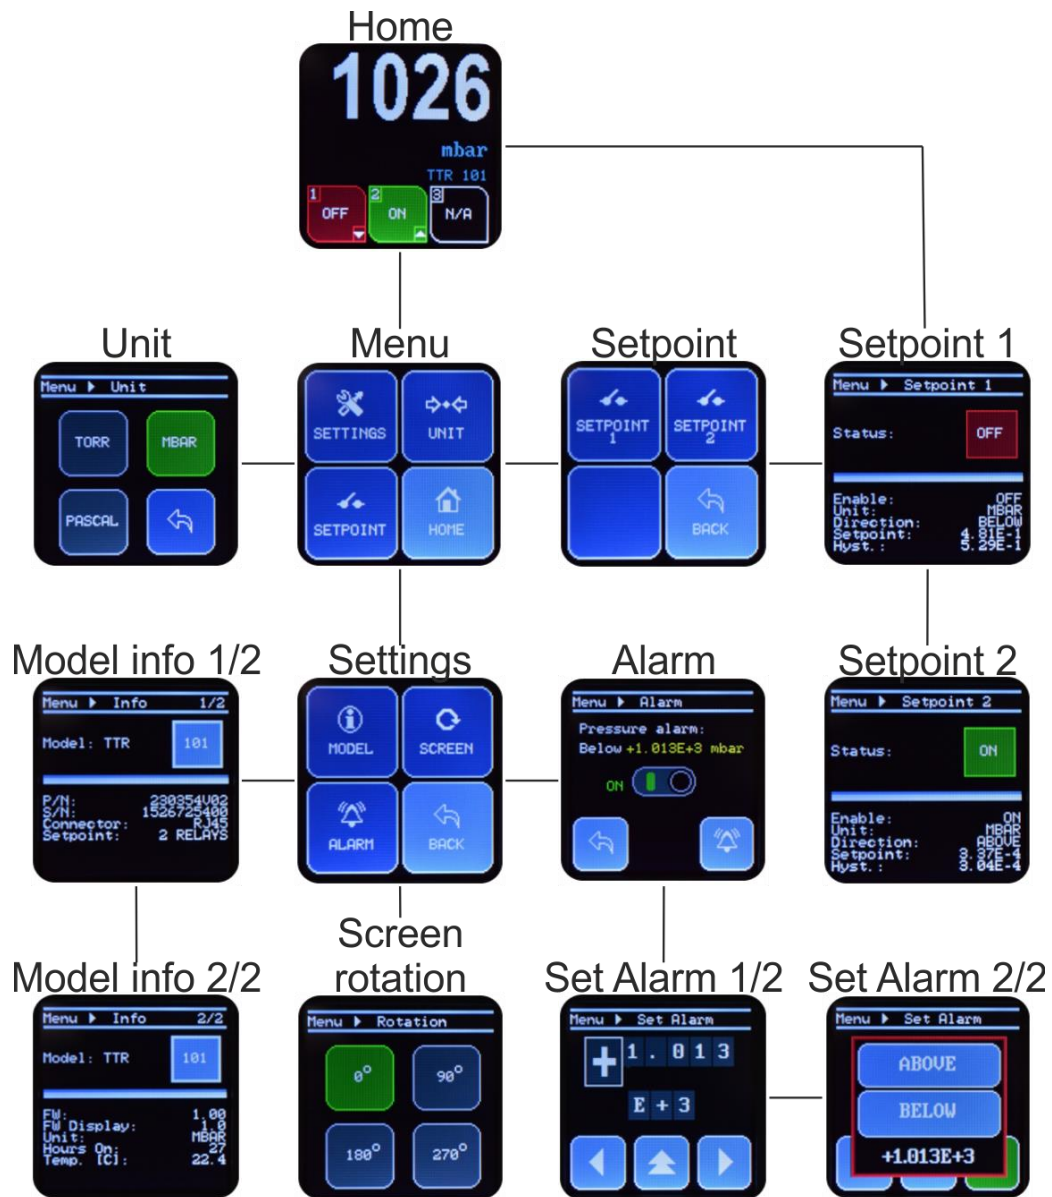 Home
1026
mbar
TTR 101
1 2 3
OFF ON N/A
Unit Menu Setpoint Setpoint 1
Menu Unit
TORR MBAR
PASCAL
SETTINGS UNIT
SETPOINT HOME
SETPOINT 1 SETPOINT 2
BACK
Menu Setpoint 1
Status: OFF
Enable: OFF
Unit: MBAR
Direction: BELOW
Setpoint: 4.81E-1
Hyst.: 5.29E-1
Model info 1/2 Settings Alarm Setpoint 2
Menu Info 1/2
Model: TTR 101
P/N: 230354V02
S/N: 1526725400
Connector: RJ45
Setpoint: 2 RELAYS
MODEL SCREEN
ALARM BACK
Menu Alarm
Pressure alarm:
Below +1.013E+3 mbar
ON
Menu Setpoint 2
Status: ON
Enable: ON
Unit: MBAR
Direction: ABOVE
Setpoint: 3.37E-4
Hyst.: 3.04E-4
Model info 2/2 Screen rotation Set Alarm 1/2 Set Alarm 2/2
Menu Info 2/2
Model: TTR 101
FW: 1.00
FW Display: 1.0
Unit: MBAR
Hours On: 27
Temp. [C]: 22.4
Menu Rotation
0° 90°
180° 270°
Menu Set Alarm
+ 1.013
E+3
Menu Set Alarm
ABOVE
BELOW
+1.013E+3